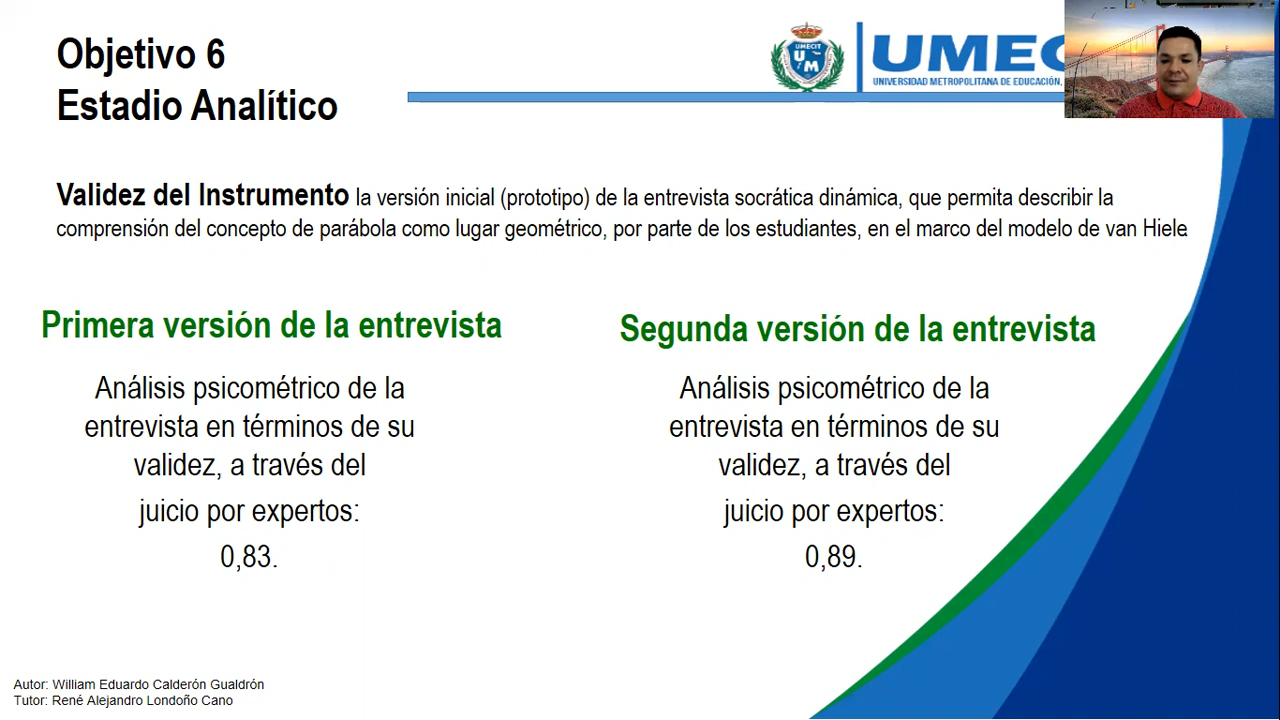 Objetivo 6
Estadio Analítico
UMECIT
UM
UMEC
UNIVERSIDAD METROPOLITANA DE EDUCACIÓN,
Validez del Instrumento la versión inicial (prototipo) de la entrevista socrática dinámica, que permita describir la
comprensión del concepto de parábola como lugar geométrico, por parte de los estudiantes, en el marco del modelo de van Hiele
Primera versión de la entrevista
Análisis psicométrico de la
entrevista en términos de su
validez, a través del
juicio por expertos:
0,83.
Segunda versión de la entrevista
Análisis psicométrico de la
entrevista en términos de su
validez, a través del
juicio por expertos:
0,89.
Autor: William Eduardo Calderón Gualdrón
Tutor: René Alejandro Londoño Cano